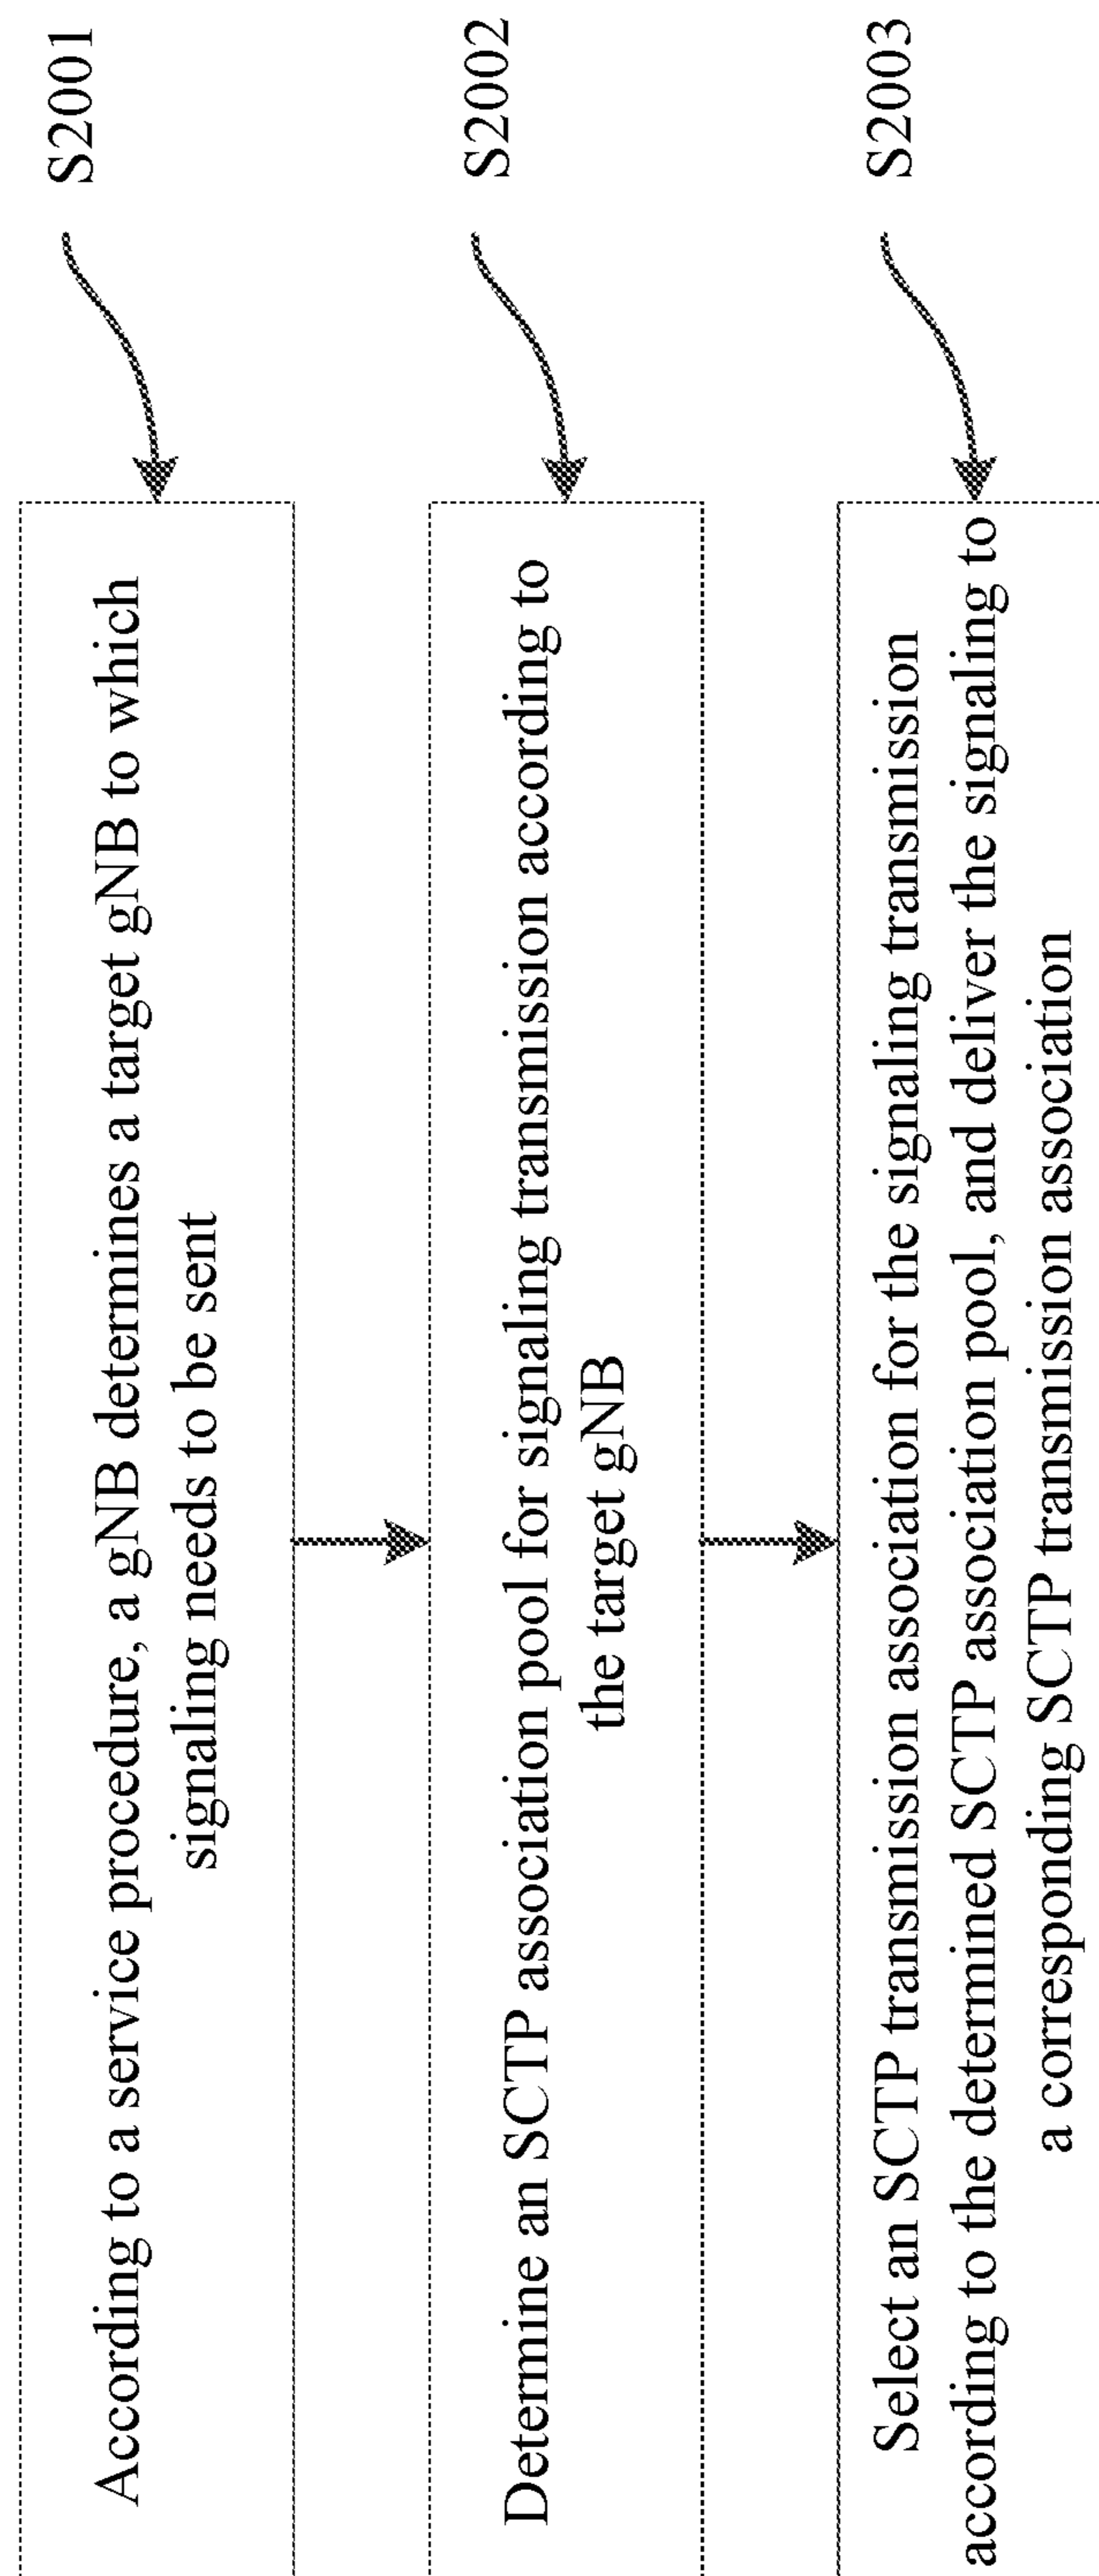 According to a service procedure, a gNB determines a target gNB to which
signaling needs to be sent
S2001
Determine an SCTP association pool for signaling transmission according to
the target gNB
S2002
Select an SCTP transmission association for the signaling transmission
according to the determined SCTP association pool, and deliver the signaling to
a corresponding SCTP transmission association
S2003